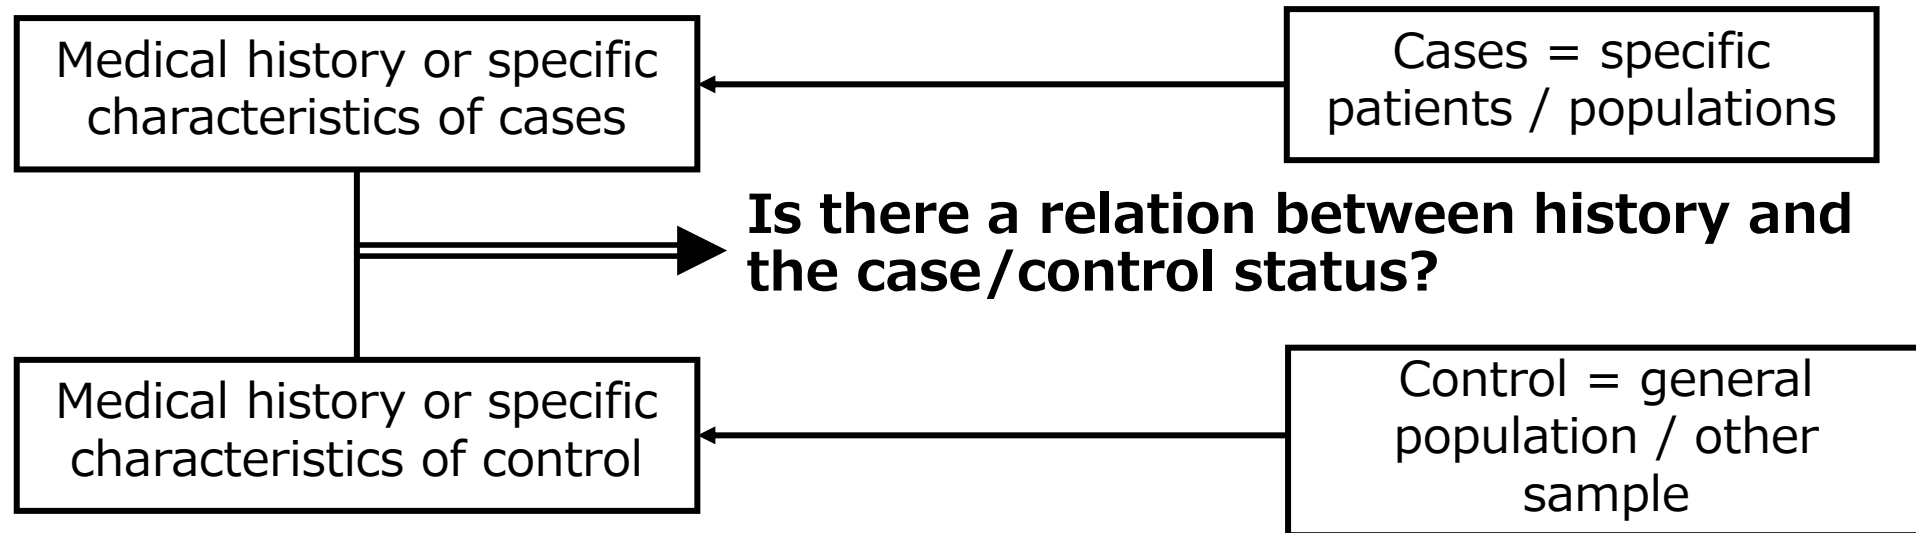 Medical history or specific
characteristics of cases
Cases = specific
patients / populations
Is there a relation between history and
the case/control status?
Medical history or specific
characteristics of control
Control = general
population / other
sample